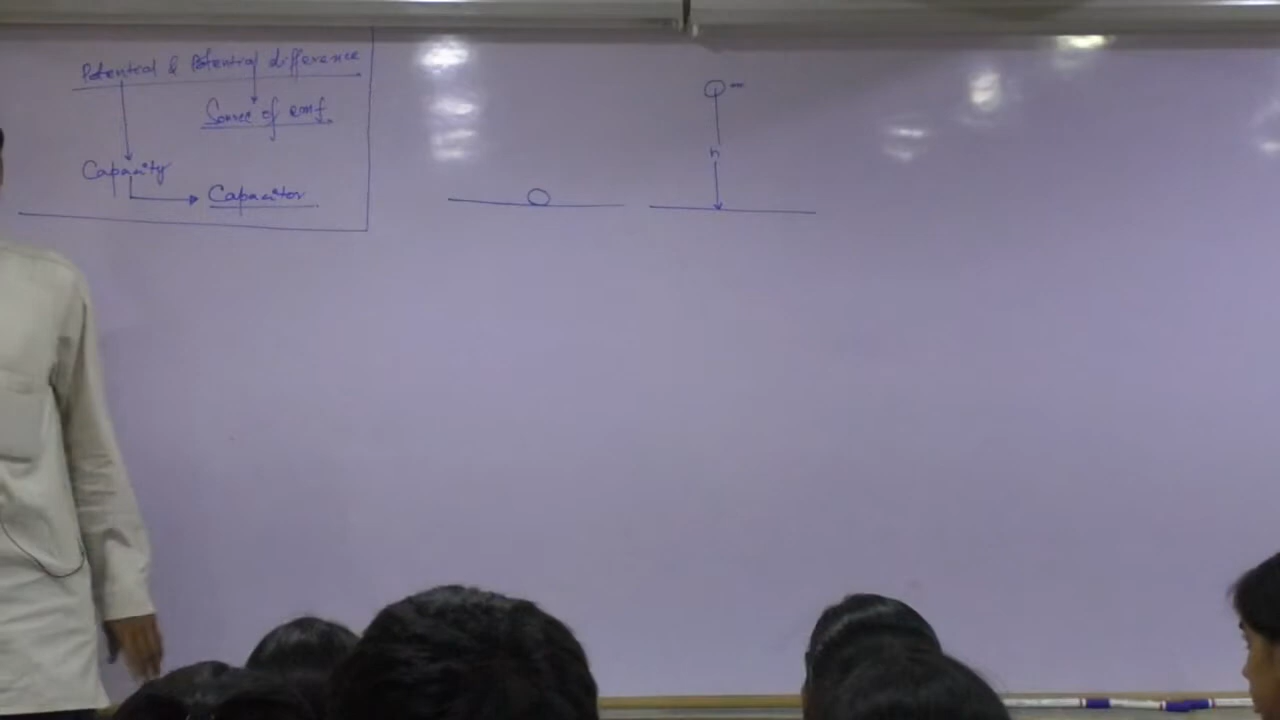 Potential & Potential difference
Source of emf.
Capacity
Capacitor
h